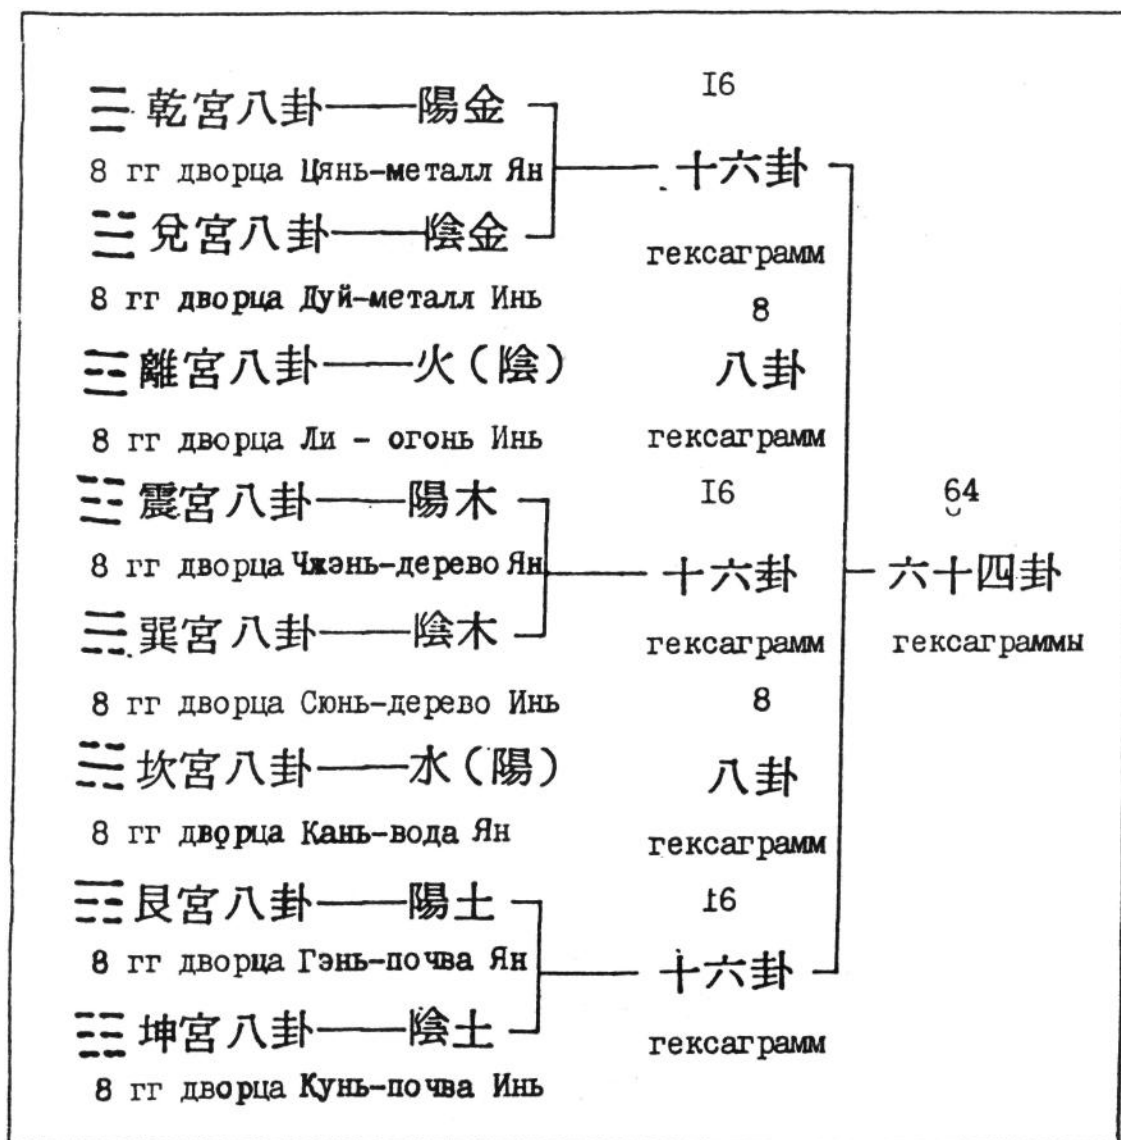 ☰ 乾宮八卦——陽金
8 гг дворца Цянь-металл Ян
☱ 兌宮八卦——陰金
8 гг дворца Дуй-металл Инь
☲ 離宮八卦——火(陰)
8 гг дворца Ли - огонь Инь
☳ 震宮八卦——陽木
8 гг дворца Чжэнь-дерево Ян
☴ 巽宮八卦——陰木
8 гг дворца Сюнь-дерево Инь
☵ 坎宮八卦——水(陽)
8 гг дворца Кань-вода Ян
☶ 艮宮八卦——陽土
8 гг дворца Гэнь-почва Ян
☷ 坤宮八卦——陰土
8 гг дворца Кунь-почва Инь
I6
十六卦
гексаграмм
8
八卦
гексаграмм
I6
十六卦
гексаграмм
8
八卦
гексаграмм
I6
十六卦
гексаграмм
64
六十四卦
гексаграммы